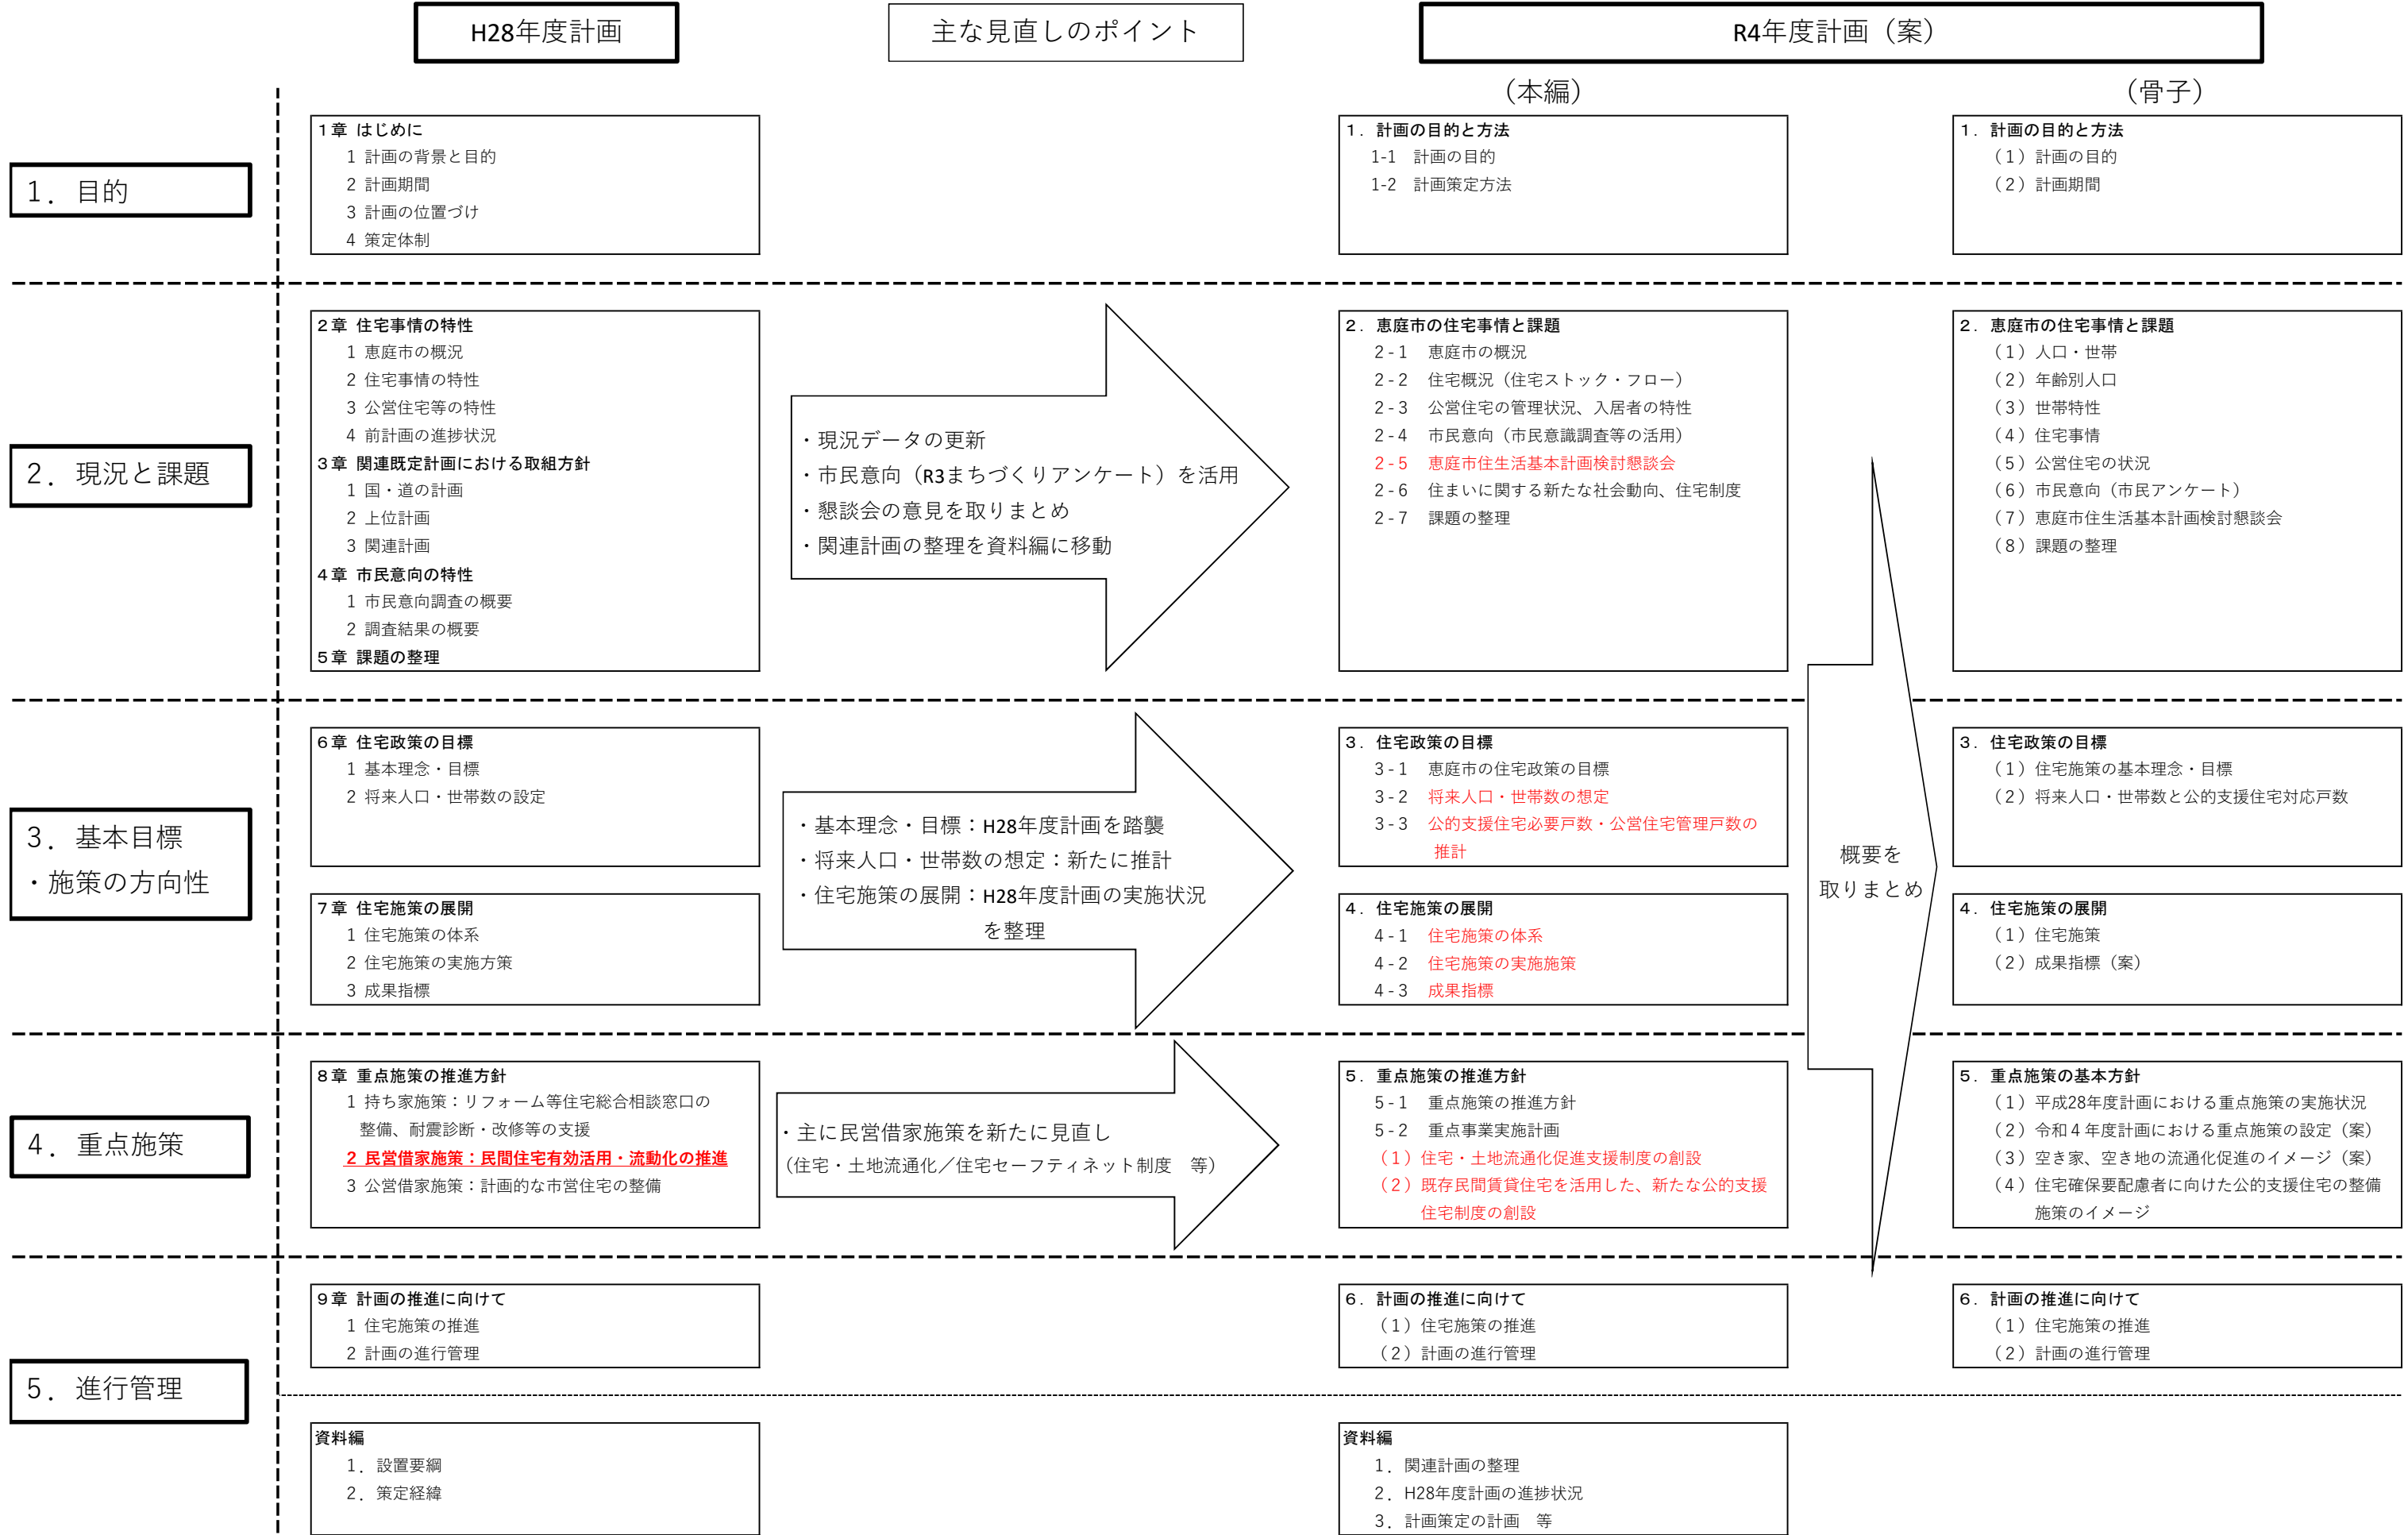 H28年度計画
主な見直しのポイント
R4年度計画（案）
（本編）
（骨子）
1．目的
1章 はじめに
1 計画の背景と目的
2 計画期間
3 計画の位置づけ
4 策定体制
1．計画の目的と方法
1-1 計画の目的
1-2 計画策定方法
1．計画の目的と方法
（1）計画の目的
（2）計画期間
2．現況と課題
2章 住宅事情の特性
1 恵庭市の概況
2 住宅事情の特性
3 公営住宅等の特性
4 前計画の進捗状況
3章 関連既定計画における取組方針
1 国・道の計画
2 上位計画
3 関連計画
4章 市民意向の特性
1 市民意向調査の概要
2 調査結果の概要
5章 課題の整理
・現況データの更新
・市民意向（R3まちづくりアンケート）を活用
・懇談会の意見を取りまとめ
・関連計画の整理を資料編に移動
2．恵庭市の住宅事情と課題
2-1 恵庭市の概況
2-2 住宅概況（住宅ストック・フロー）
2-3 公営住宅の管理状況、入居者の特性
2-4 市民意向（市民意識調査等の活用）
2-5 恵庭市住生活基本計画検討懇談会
2-6 住まいに関する新たな社会動向、住宅制度
2-7 課題の整理
2．恵庭市の住宅事情と課題
（1）人口・世帯
（2）年齢別人口
（3）世帯特性
（4）住宅事情
（5）公営住宅の状況
（6）市民意向（市民アンケート）
（7）恵庭市住生活基本計画検討懇談会
（8）課題の整理
3．基本目標
・施策の方向性
6章 住宅政策の目標
1 基本理念・目標
2 将来人口・世帯数の設定
7章 住宅施策の展開
1 住宅施策の体系
2 住宅施策の実施方策
3 成果指標
・基本理念・目標：H28年度計画を踏襲
・将来人口・世帯数の想定：新たに推計
・住宅施策の展開：H28年度計画の実施状況
を整理
3．住宅政策の目標
3-1 恵庭市の住宅政策の目標
3-2 将来人口・世帯数の想定
3-3 公的支援住宅必要戸数・公営住宅管理戸数の
推計
4．住宅施策の展開
4-1 住宅施策の体系
4-2 住宅施策の実施施策
4-3 成果指標
概要を
取りまとめ
3．住宅政策の目標
（1）住宅施策の基本理念・目標
（2）将来人口・世帯数と公的支援住宅対応戸数
4．住宅施策の展開
（1）住宅施策
（2）成果指標（案）
4．重点施策
8章 重点施策の推進方針
1 持ち家施策：リフォーム等住宅総合相談窓口の
整備、耐震診断・改修等の支援
2 民営借家施策：民間住宅有効活用・流動化の推進
3 公営借家施策：計画的な市営住宅の整備
・主に民営借家施策を新たに見直し
（住宅・土地流通化／住宅セーフティネット制度　等）
5．重点施策の推進方針
5-1 重点施策の推進方針
5-2 重点事業実施計画
（1）住宅・土地流通化促進支援制度の創設
（2）既存民間賃貸住宅を活用した、新たな公的支援
住宅制度の創設
5．重点施策の基本方針
（1）平成28年度計画における重点施策の実施状況
（2）令和４年度計画における重点施策の設定（案）
（3）空き家、空き地の流通化促進のイメージ（案）
（4）住宅確保要配慮者に向けた公的支援住宅の整備
施策のイメージ
5．進行管理
9章 計画の推進に向けて
1 住宅施策の推進
2 計画の進行管理
6．計画の推進に向けて
（1）住宅施策の推進
（2）計画の進行管理
6．計画の推進に向けて
（1）住宅施策の推進
（2）計画の進行管理
資料編
1．設置要綱
2．策定経緯
資料編
1．関連計画の整理
2．H28年度計画の進捗状況
3．計画策定の計画　等